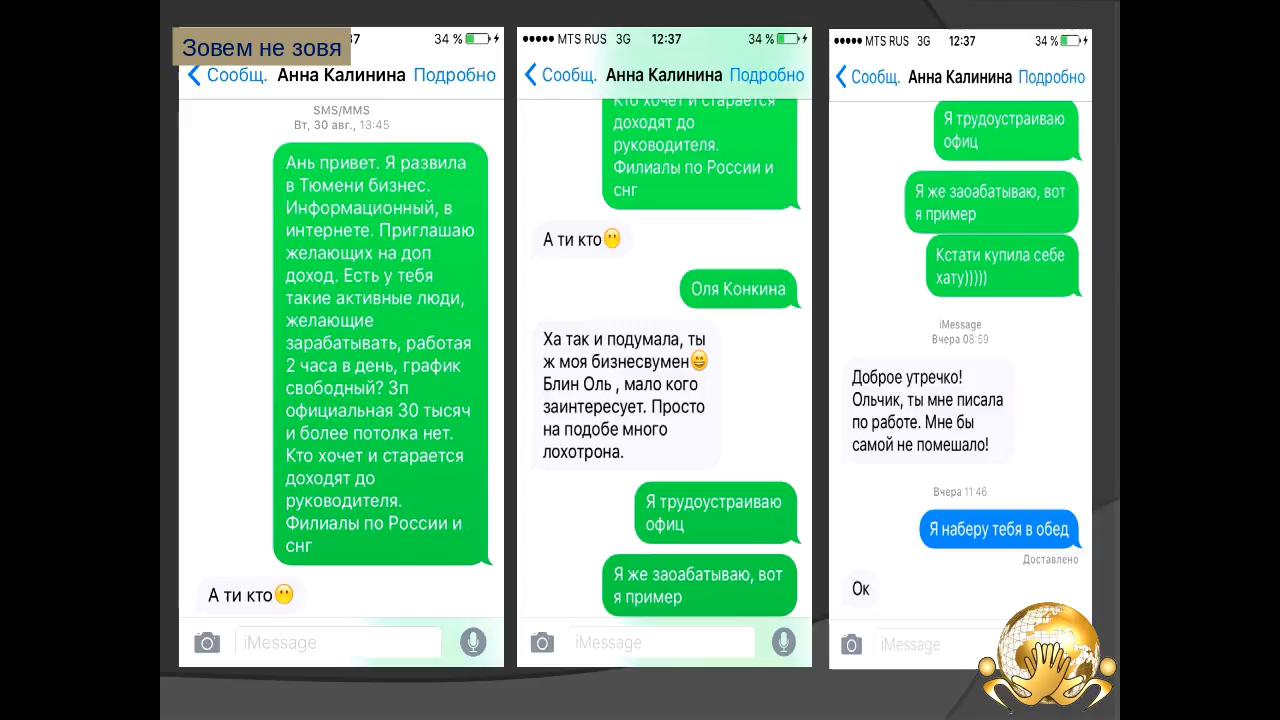 Зовем не зовя
37
34 %
Сообщ.
Анна Калинина
Подробно
SMS/MMS
Вт, 30 авг., 13:45
Ань привет. Я развила
в Тюмени бизнес.
Информационный, в
интернете. Приглашаю
желающих на доп
доход. Есть у тебя
такие активные люди,
желающие
зарабатывать, работая
2 часа в день, график
свободный? Зп
официальная 30 тысяч
и более потолка нет.
Кто хочет и старается
доходят до
руководителя.
Филиалы по России и
снг
А ти кто😶
iMessage
MTS RUS 3G 12:37 34 %
Сообщ.
Анна Калинина
Подробно
Кто хочет и старается
доходят до
руководителя.
Филиалы по России и
снг
А ти кто😶
Оля Конкина
Ха так и подумала, ты
ж моя бизнесвумен😄
Блин Оль , мало кого
заинтересует. Просто
на подобе много
лохотрона.
Я трудоустраиваю
офиц
Я же заоабатываю, вот
я пример
iMessage
MTS RUS 3G 12:37 34 %
Сообщ.
Анна Калинина
Подробно
Я трудоустраиваю
офиц
Я же заоабатываю, вот
я пример
Кстати купила себе
хату)))))
iMessage
Вчера 08:59
Доброе утречко!
Ольчик, ты мне писала
по работе. Мне бы
самой не помешало!
Вчера 11:46
Я наберу тебя в обед
Доставлено
Ок
iMessage